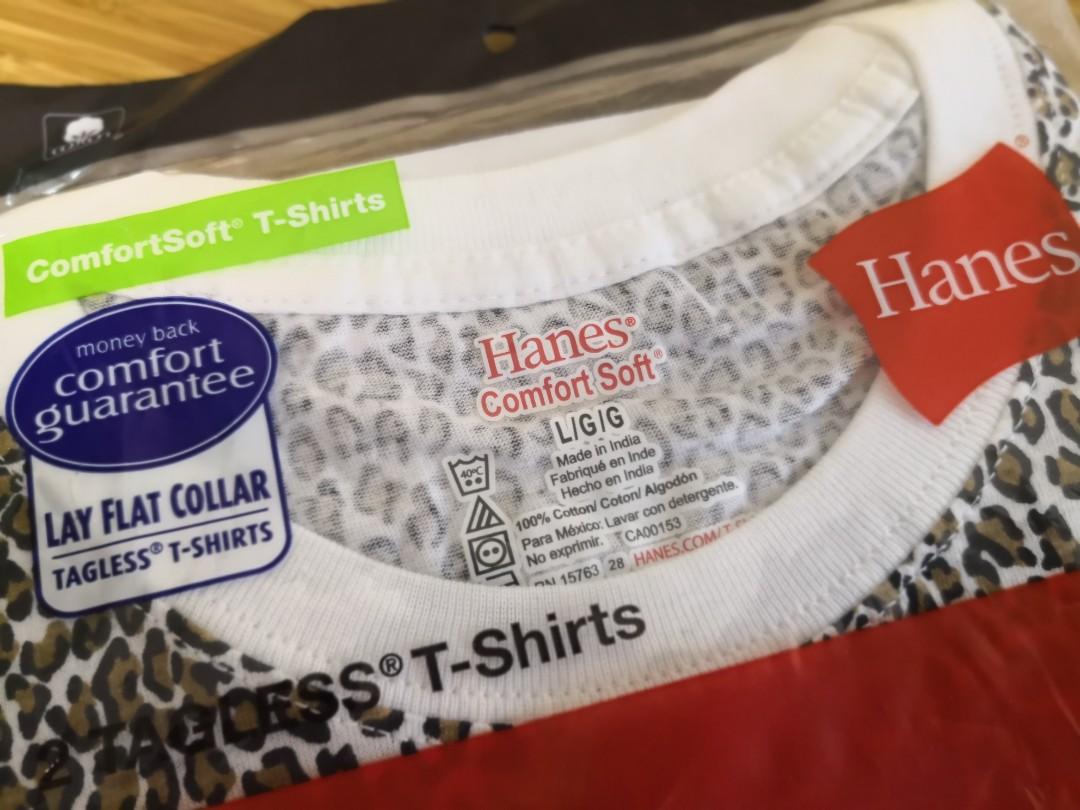 ComfortSoft® T-Shirts
®
Hanes
money back
comfort
guarantee
LAY FLAT COLLAR
TAGLESS® T-SHIRTS
Hanes®
Comfort Soft®
L/G/G
Made in India
Fabriqué en Inde
Hecho en India
40°C
100% Cotton/ Coton/ Algodón
Para México: Lavar con detergente.
No exprimir. CA00153
RN 15763 28 HANES.COM/
2 TAGLESS® T-Shirts